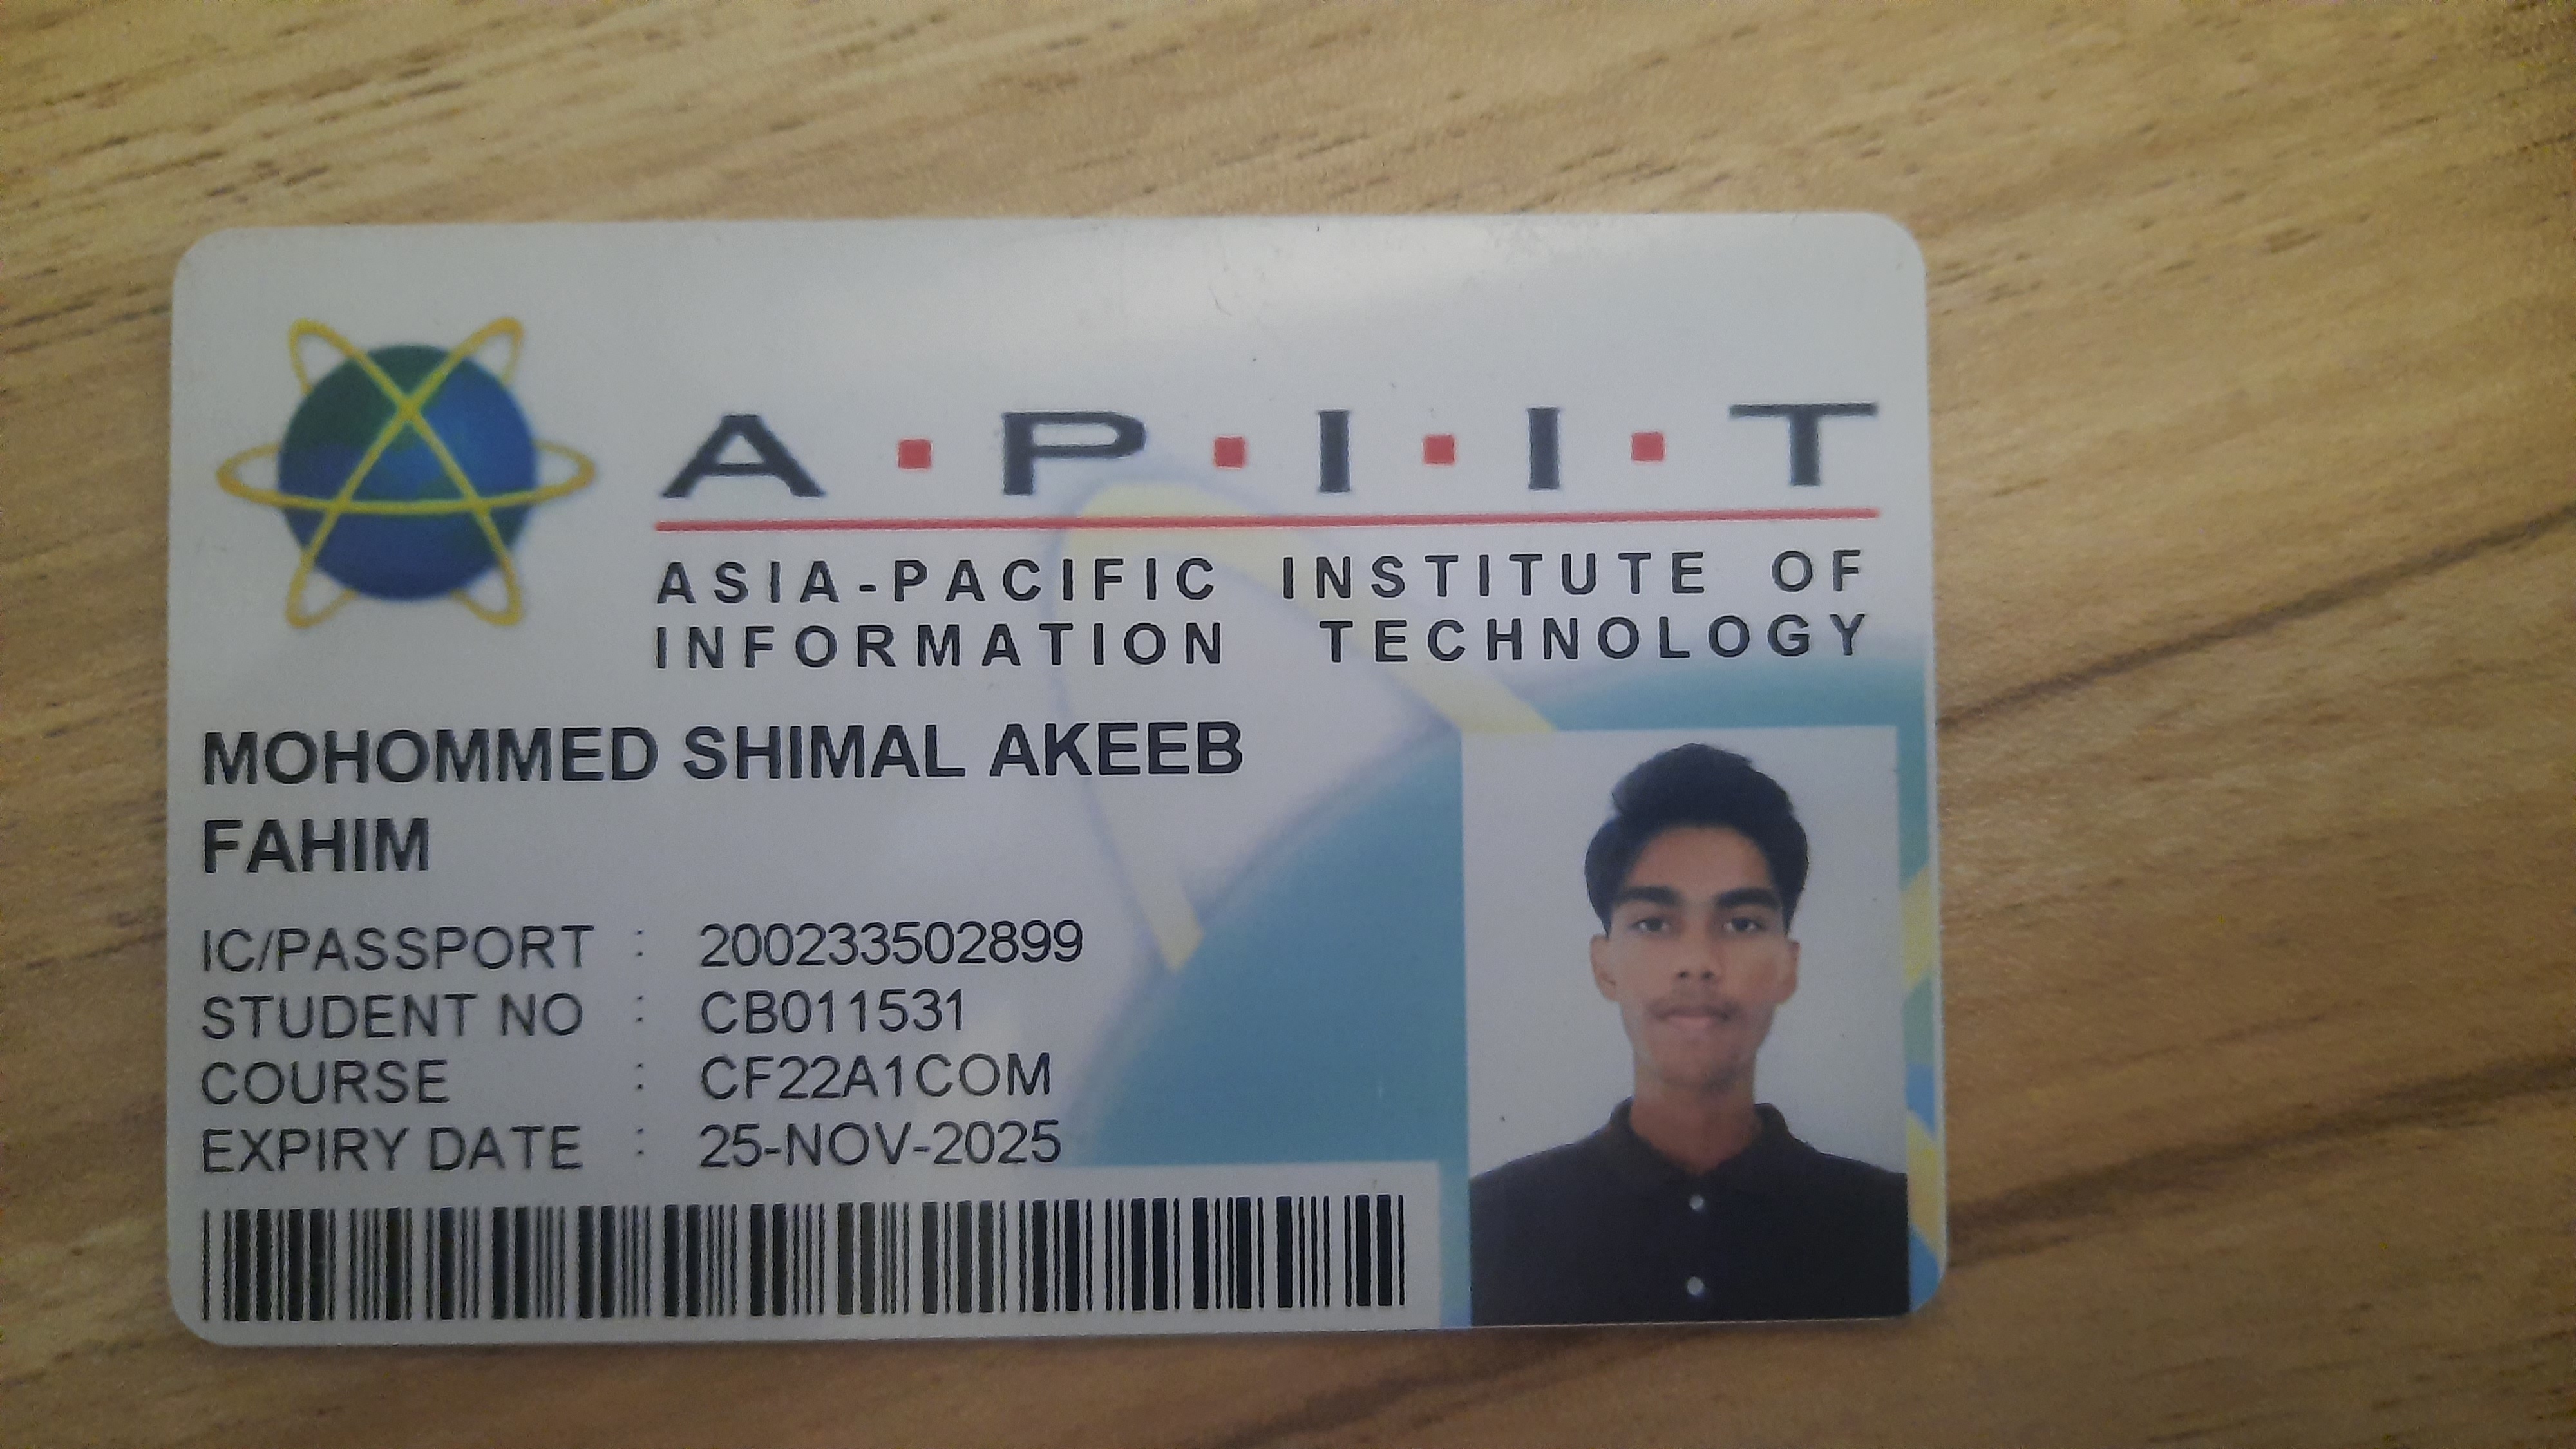 A·P·I·I·T
ASIA-PACIFIC INSTITUTE OF
INFORMATION TECHNOLOGY
MOHOMMED SHIMAL AKEEB
FAHIM
IC/PASSPORT : 200233502899
STUDENT NO : CB011531
COURSE : CF22A1COM
EXPIRY DATE : 25-NOV-2025